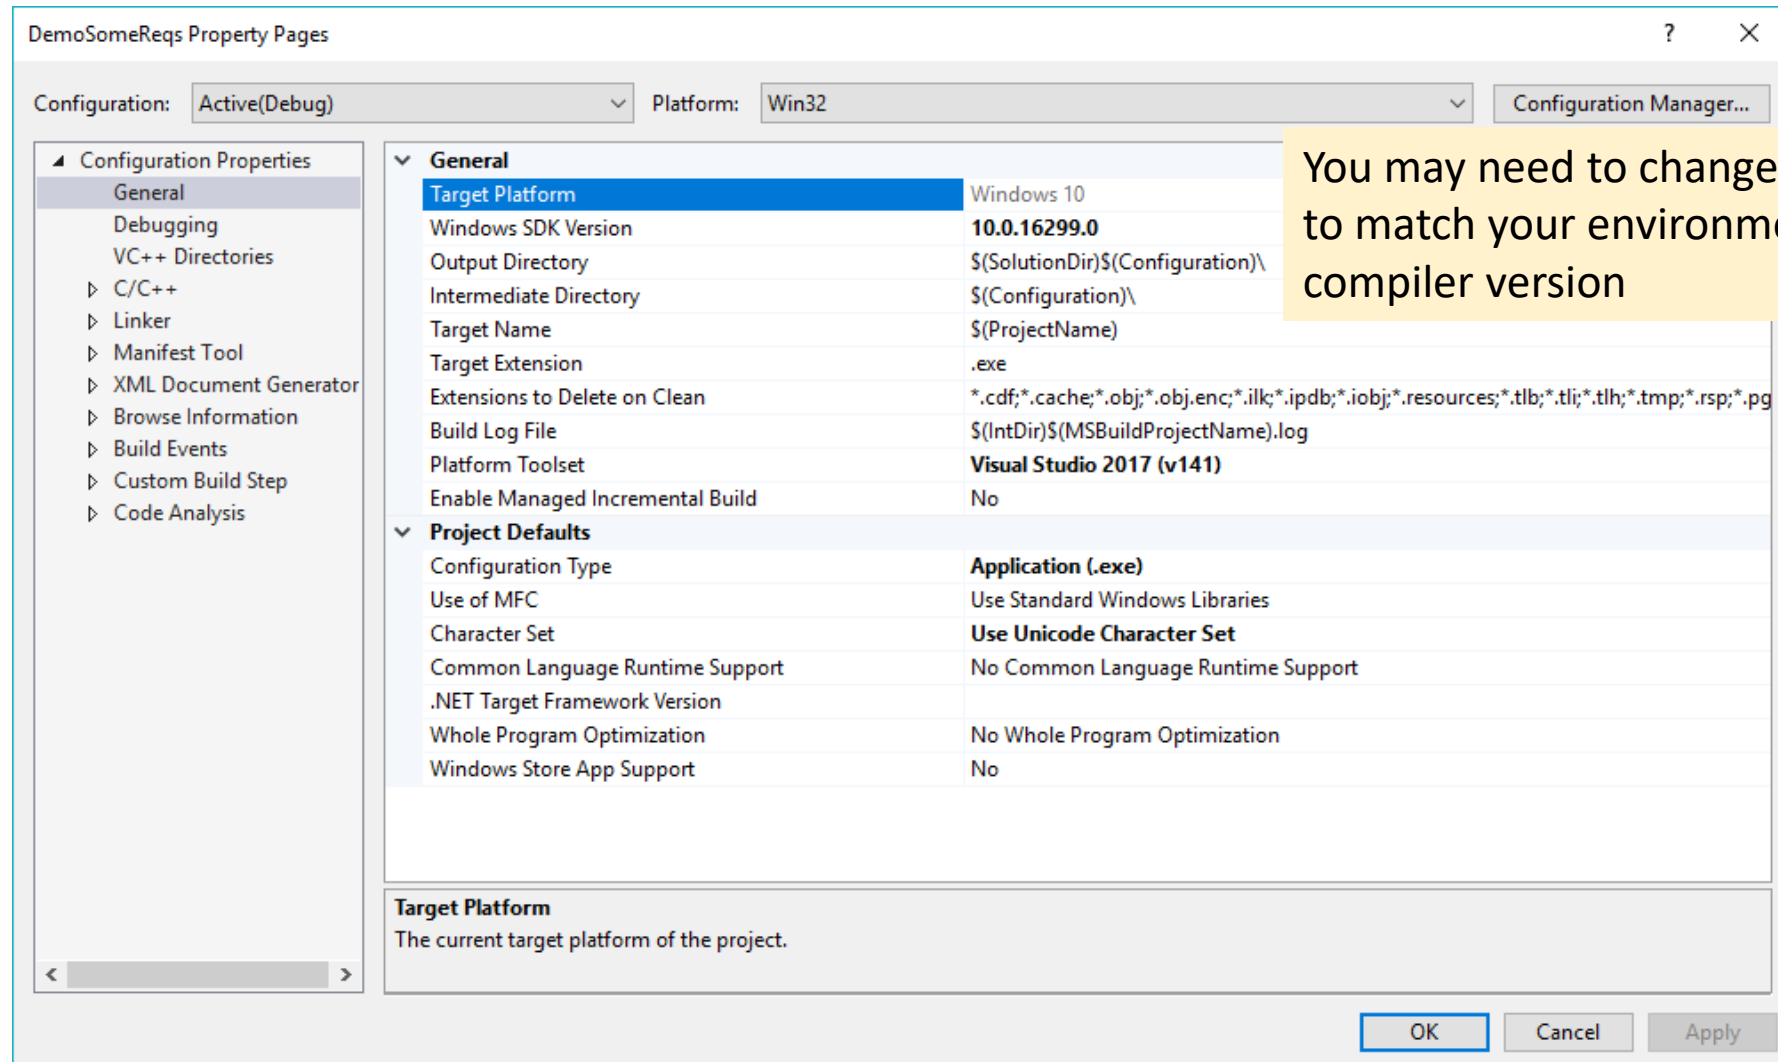 DemoSomeReqs Property Pages
Configuration: Active(Debug) Platform: Win32 Configuration Manager...
Configuration Properties
General
Debugging
VC++ Directories
C/C++
Linker
Manifest Tool
XML Document Generator
Browse Information
Build Events
Custom Build Step
Code Analysis
General
Target Platform Windows 10
Windows SDK Version 10.0.16299.0
Output Directory $(SolutionDir)$(Configuration)\
Intermediate Directory $(Configuration)\
Target Name $(ProjectName)
Target Extension .exe
Extensions to Delete on Clean *.cdf;*.cache;*.obj;*.obj.enc;*.ilk;*.ipdb;*.iobj;*.resources;*.tlb;*.tli;*.tlh;*.tmp;*.rsp;*.pg
Build Log File $(IntDir)$(MSBuildProjectName).log
Platform Toolset Visual Studio 2017 (v141)
Enable Managed Incremental Build No
Project Defaults
Configuration Type Application (.exe)
Use of MFC Use Standard Windows Libraries
Character Set Use Unicode Character Set
Common Language Runtime Support No Common Language Runtime Support
.NET Target Framework Version
Whole Program Optimization No Whole Program Optimization
Windows Store App Support No
You may need to change
to match your
compiler version
Target Platform
The current target platform of the project.
OK Cancel Apply